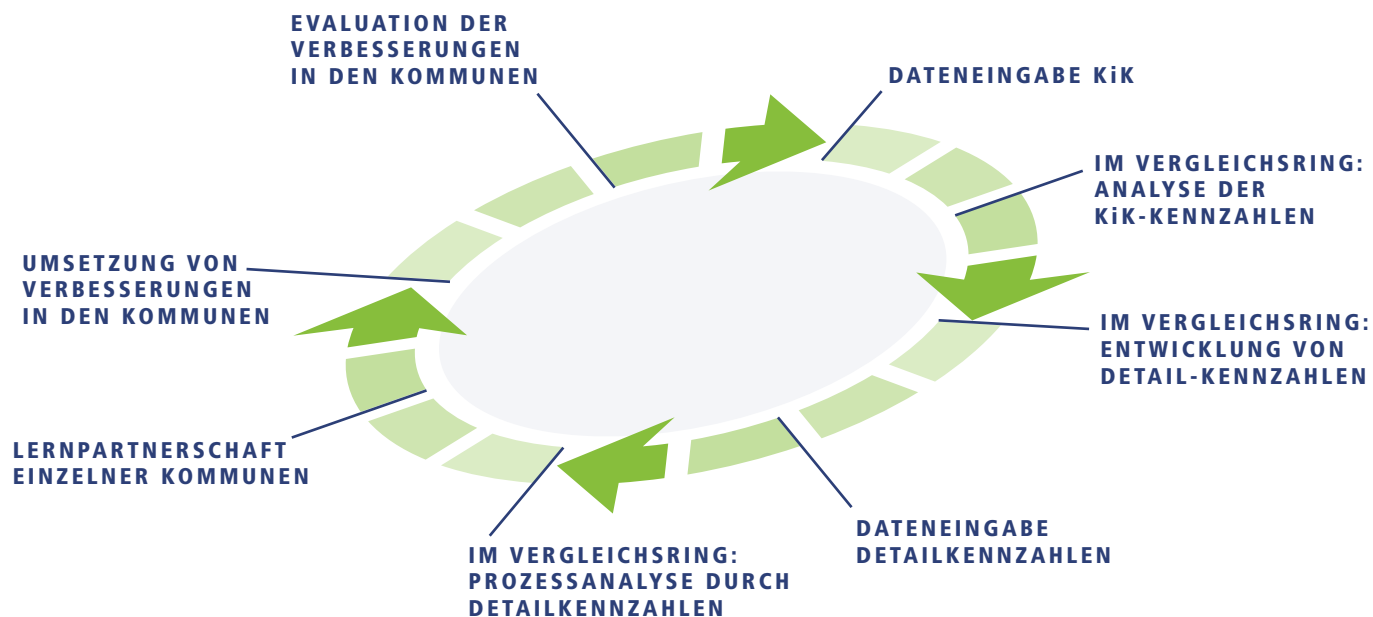 EVALUATION DER
VERBESSERUNGEN
IN DEN KOMMUNEN
DATENEINGABE KiK
IM VERGLEICHSRING:
ANALYSE DER
KiK-KENNZAHLEN
IM VERGLEICHSRING:
ENTWICKLUNG VON
DETAIL-KENNZAHLEN
DATENEINGABE
DETAILKENNZAHLEN
IM VERGLEICHSRING:
PROZESSANALYSE DURCH
DETAILKENNZAHLEN
LERNPARTNERSCHAFT
EINZELNER KOMMUNEN
UMSETZUNG VON
VERBESSERUNGEN
IN DEN KOMMUNEN